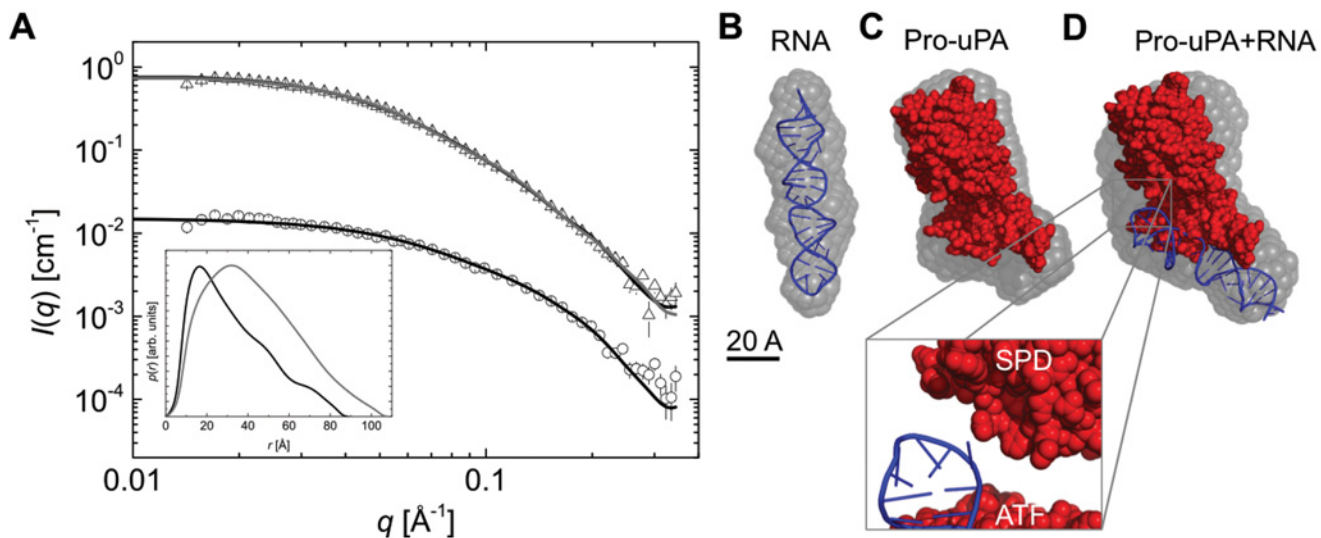 A
B
C
D
RNA
Pro-uPA
Pro-uPA+RNA
10⁰
10⁻¹
10⁻²
10⁻³
10⁻⁴
I(q) [cm⁻¹]
0.01
0.1
q [Å⁻¹]
p(r) [arb. units]
0
20
40
60
80
100
r [Å]
20 A
SPD
ATF